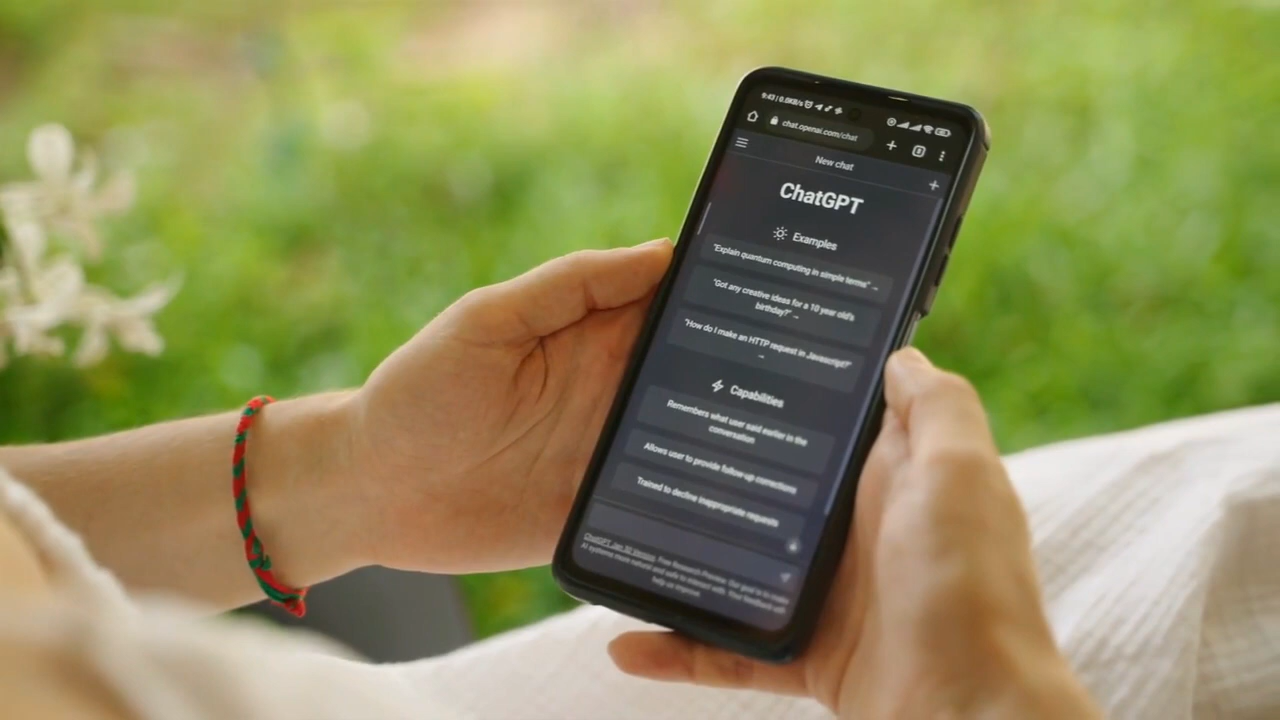 9:43 | 0.0KB/s
chat.openai.com/chat
New chat
ChatGPT
Examples
"Explain quantum computing in simple terms" →
"Got any creative ideas for a 10 year old's
birthday?" →
"How do I make an HTTP request in Javascript?"
→
Capabilities
Remembers what user said earlier in the
conversation
Allows user to provide follow-up corrections
Trained to decline inappropriate requests
ChatGPT Jan 30 Version. Free Research Preview. Our goal is to make
AI systems more natural and safe to interact with. Your feedback will
help us improve.